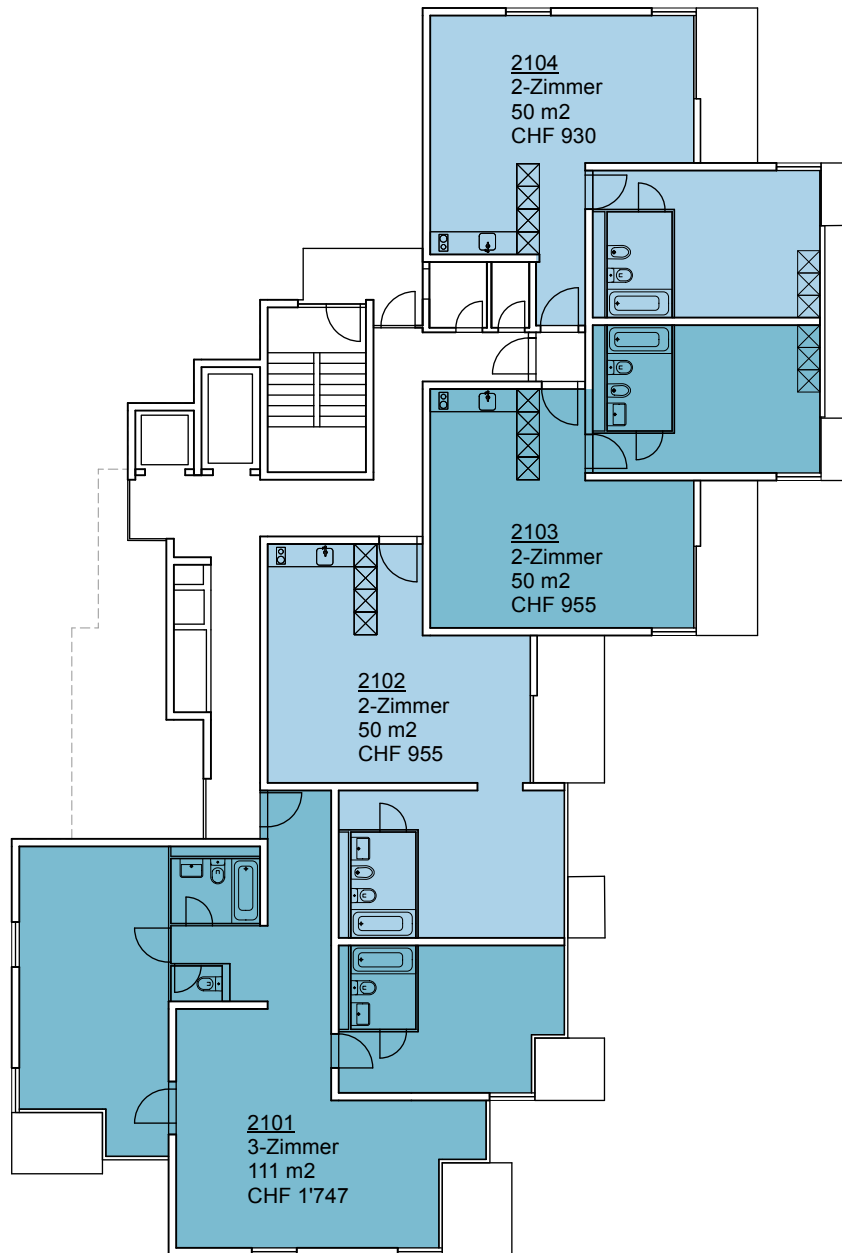 2104
2-Zimmer
50 m2
CHF 930
2103
2-Zimmer
50 m2
CHF 955
2102
2-Zimmer
50 m2
CHF 955
2101
3-Zimmer
111 m2
CHF 1'747